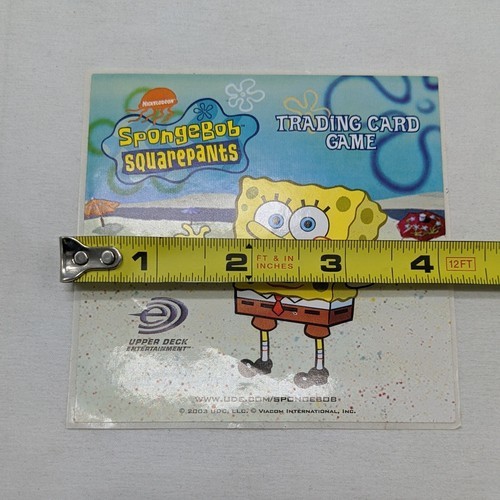 NICKELODEON
SpongeBob
SQUAREPANTS
TRADING CARD
GAME
1 2 FT & IN 3 4 12FT
INCHES
UPPER DECK
ENTERTAINMENT™
WWW.UDE.COM/SPONGEBOB
© 2003 UDC, LLC. © Viacom International, Inc.